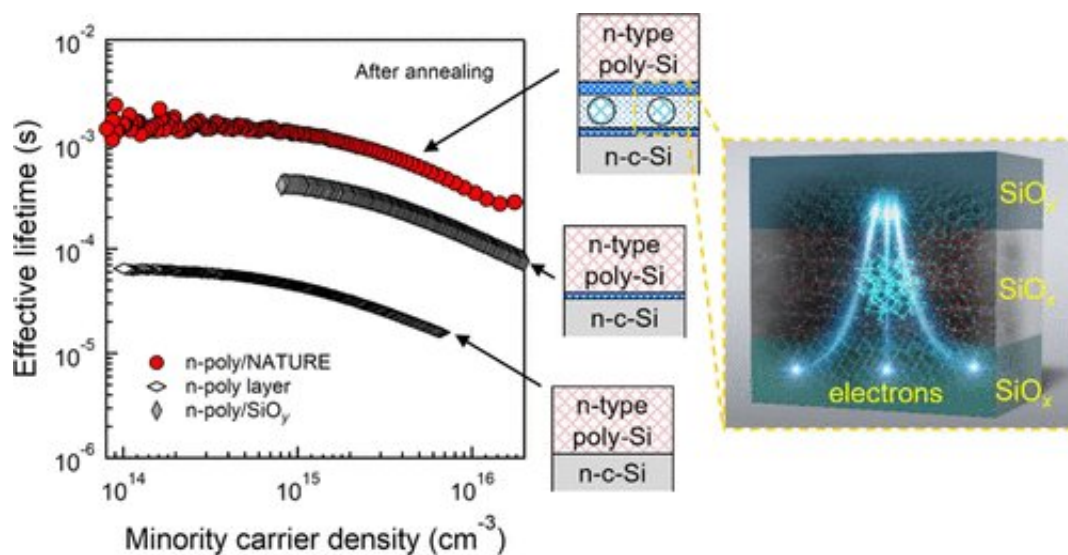 10⁻²
10⁻³
10⁻⁴
10⁻⁵
10⁻⁶
Effective lifetime (s)
After annealing
n-poly/NATURE
n-poly layer
n-poly/SiOᵧ
10¹⁴
10¹⁵
10¹⁶
Minority carrier density (cm⁻³)
n-type
poly-Si
n-c-Si
n-type
poly-Si
n-c-Si
n-type
poly-Si
n-c-Si
SiOₓ
electrons
SiOₓ